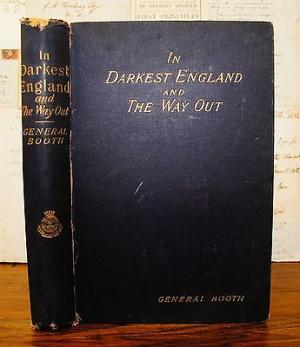 In
Darkest
England
and
The Way Out
GENERAL
BOOTH
IN
DARKEST ENGLAND
AND
THE WAY OUT
GENERAL BOOTH
FIRST PRINCIPLES